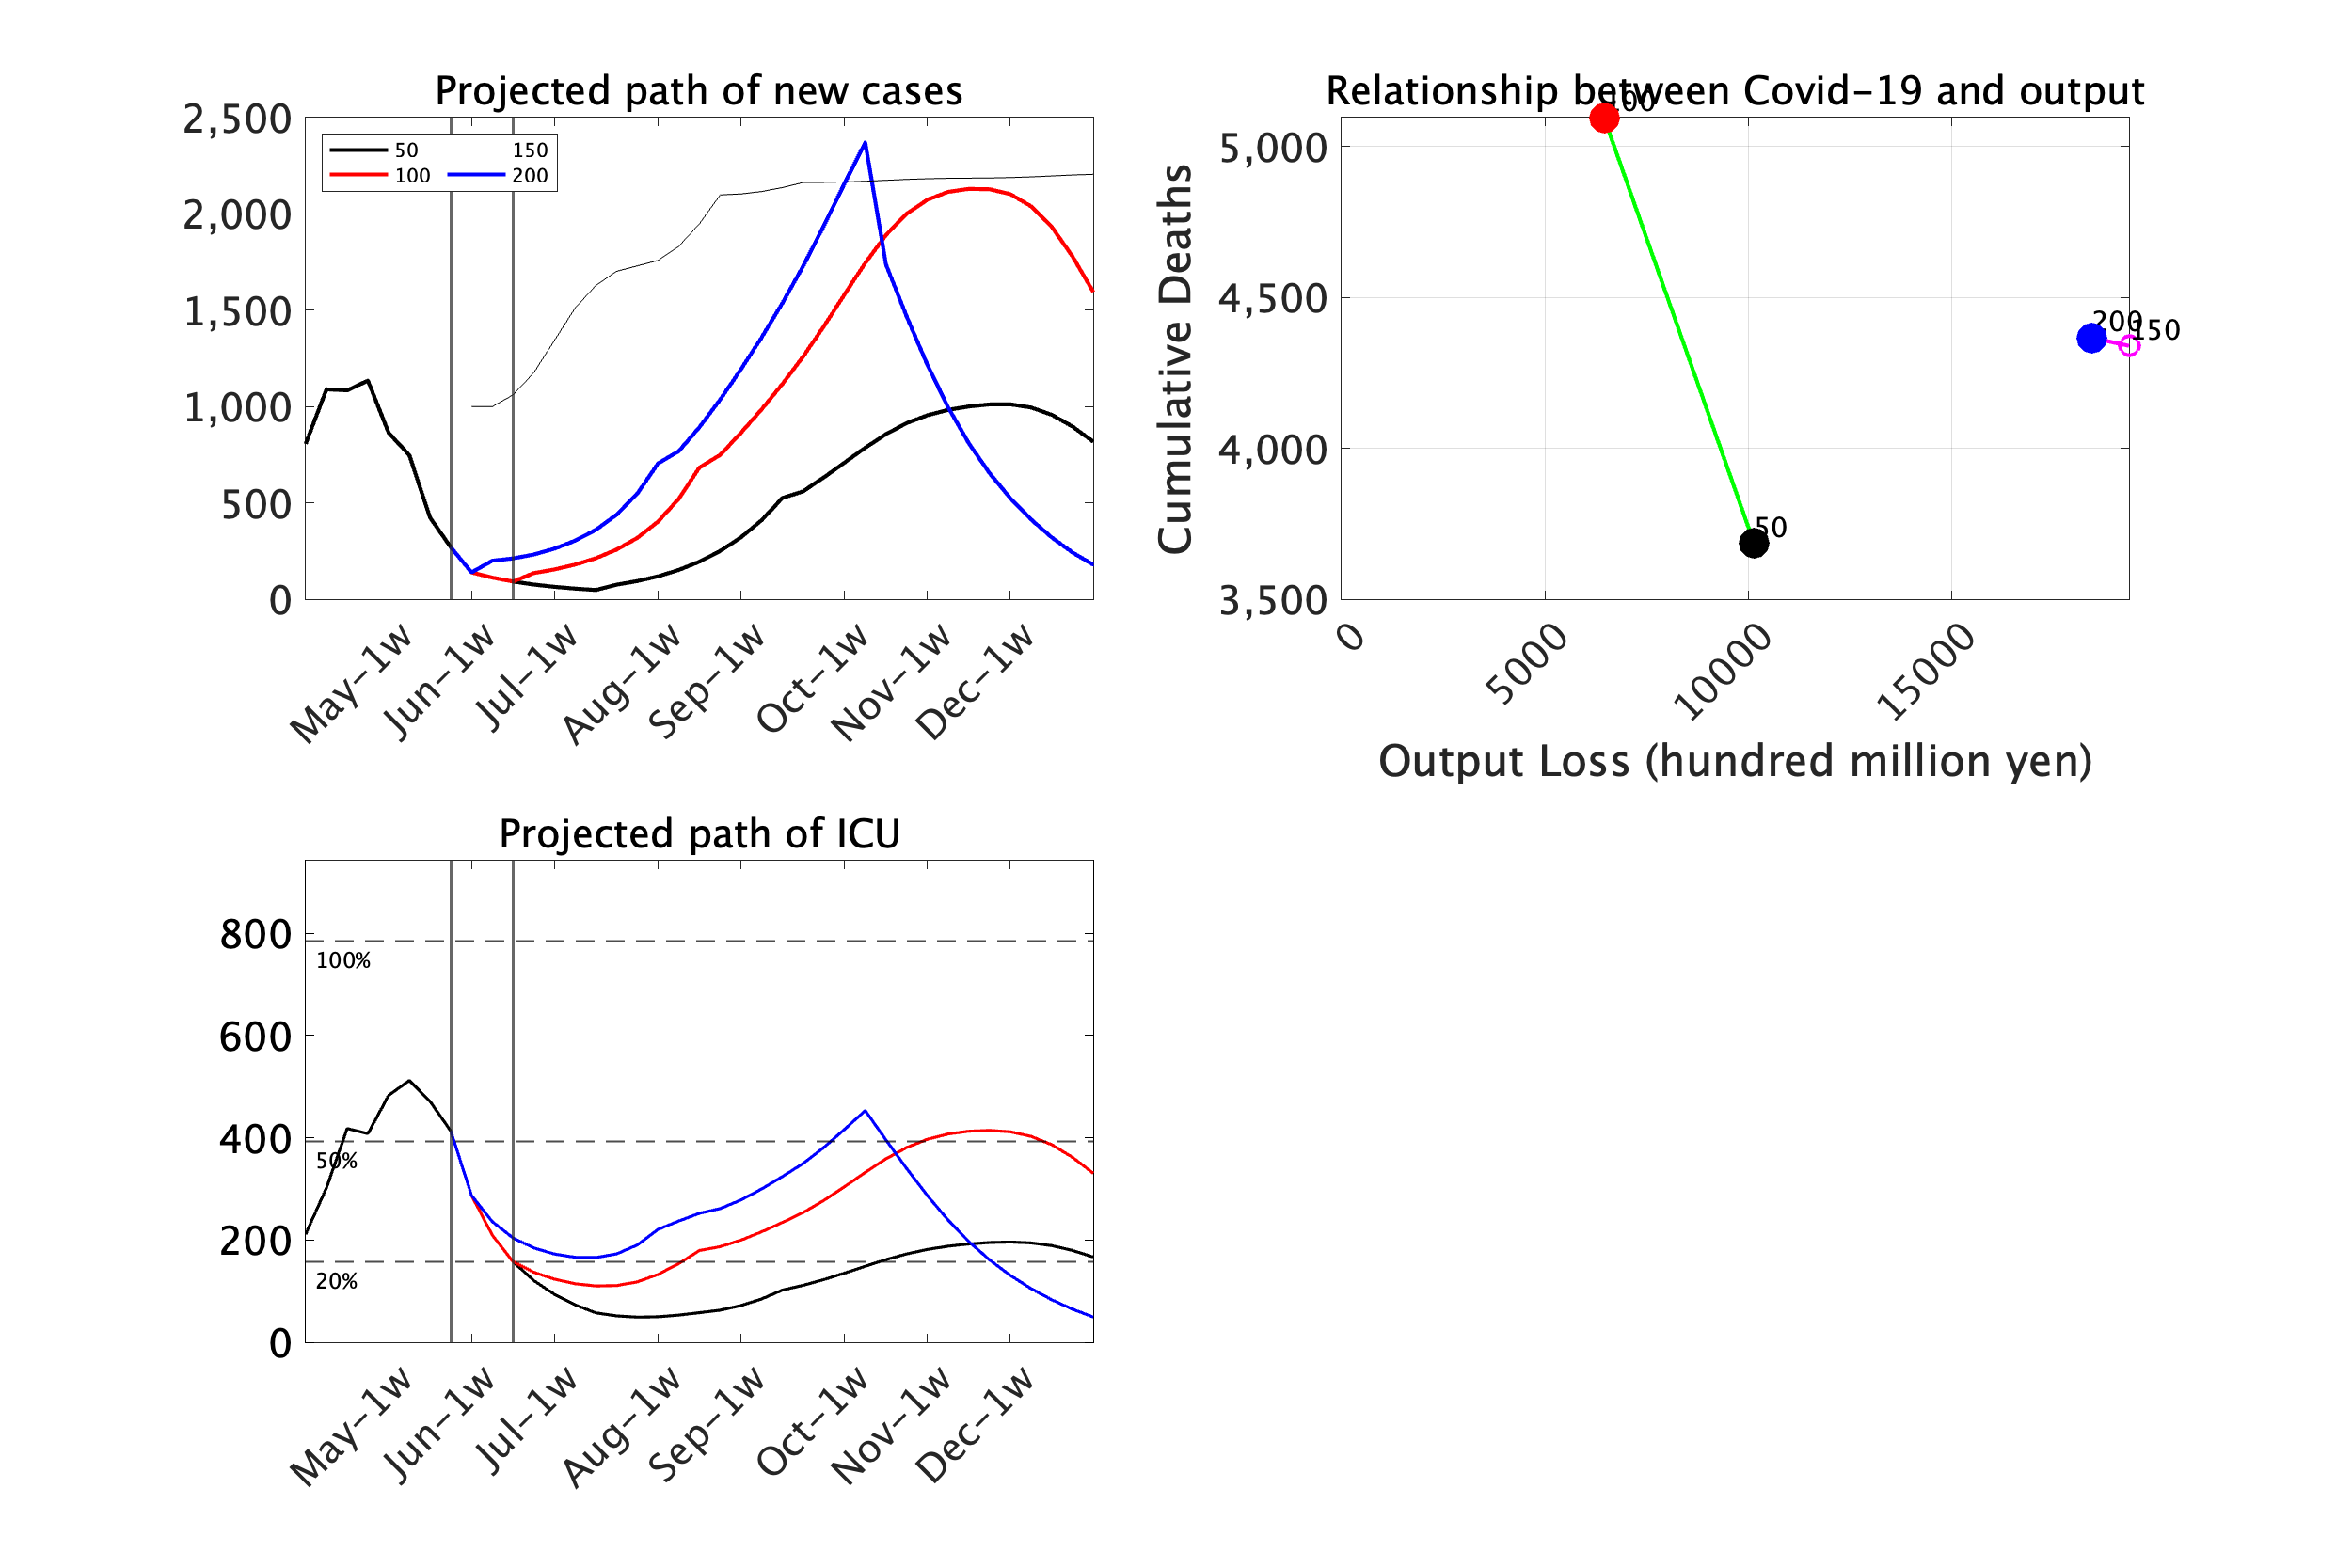 Projected path of new cases
2,500
2,000
1,500
1,000
500
0
50
150
100
200
May-1w
Jun-1w
Jul-1w
Aug-1w
Sep-1w
Oct-1w
Nov-1w
Dec-1w
Relationship between Covid-19 and output
Cumulative Deaths
5,000
4,500
4,000
3,500
100
200
150
50
0
5000
10000
15000
Output Loss (hundred million yen)
Projected path of ICU
800
600
400
200
0
100%
50%
20%
May-1w
Jun-1w
Jul-1w
Aug-1w
Sep-1w
Oct-1w
Nov-1w
Dec-1w